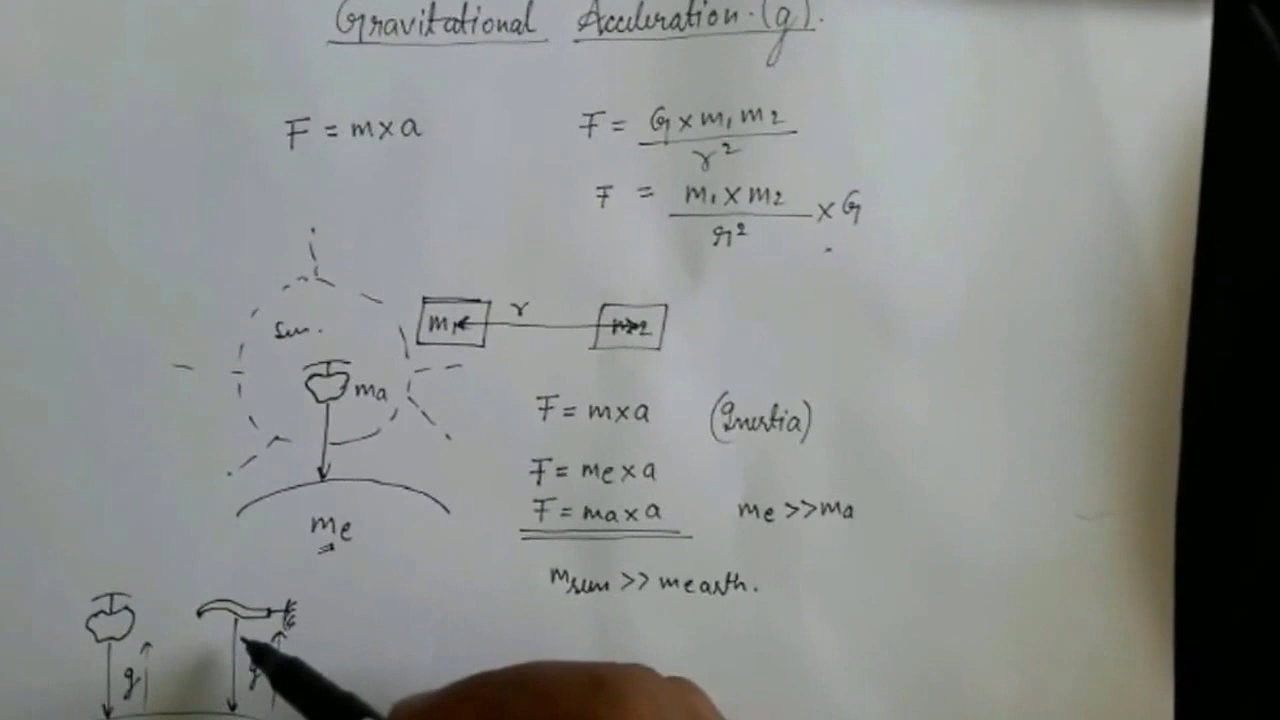 Gravitational Acceleration.(g).
F = m x a
F = G x m1 m2 / r2
F = m1 x m2 / r2 x G
Sun.
m1
r
m2
ma
F = m x a (Inertia)
F = me x a
F = ma x a me >> ma
me
msun >> mearth.
g
g